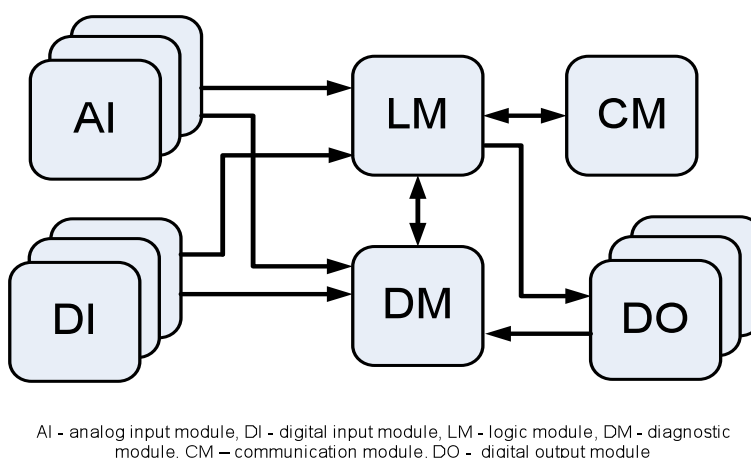 AI
LM
CM
DI
DM
DO
AI - analog input module, DI - digital input module, LM - logic module, DM - diagnostic
module, CM – communication module, DO - digital output module